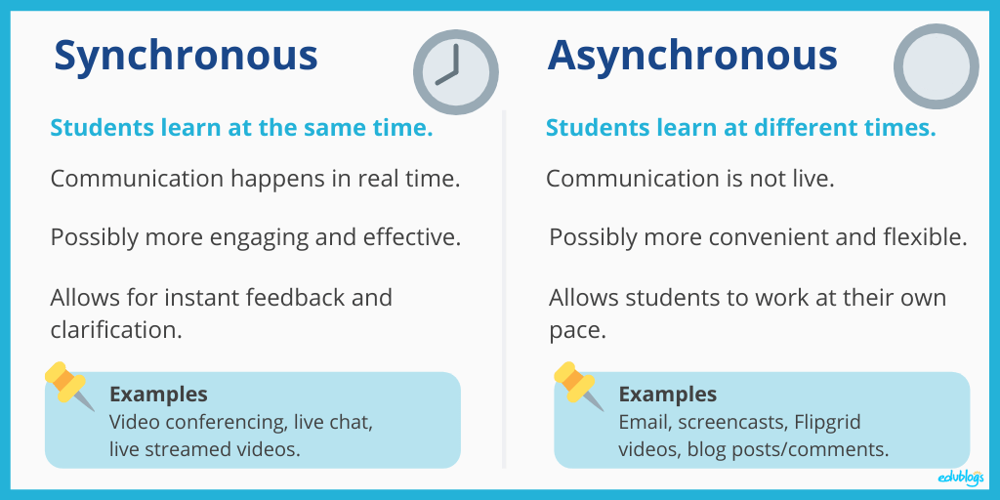 Synchronous
Students learn at the same time.
Communication happens in real time.
Possibly more engaging and effective.
Allows for instant feedback and
clarification.
Examples
Video conferencing, live chat,
live streamed videos.
Asynchronous
Students learn at different times.
Communication is not live.
Possibly more convenient and flexible.
Allows students to work at their own
pace.
Examples
Email, screencasts, Flipgrid
videos, blog posts/comments.
edublogs